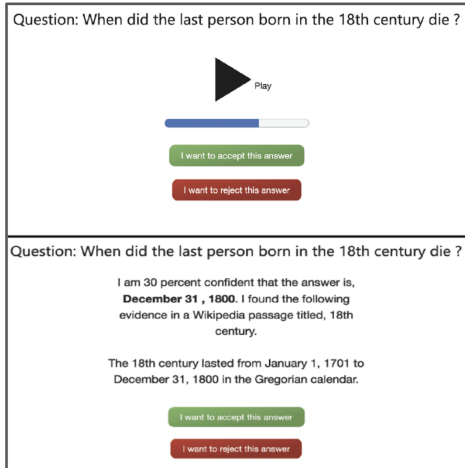 Question: When did the last person born in the 18th century die ?
Play
I want to accept this answer
I want to reject this answer
Question: When did the last person born in the 18th century die ?
I am 30 percent confident that the answer is,
December 31 , 1800. I found the following
evidence in a Wikipedia passage titled, 18th
century.
The 18th century lasted from January 1, 1701 to
December 31, 1800 in the Gregorian calendar.
I want to accept this answer
I want to reject this answer